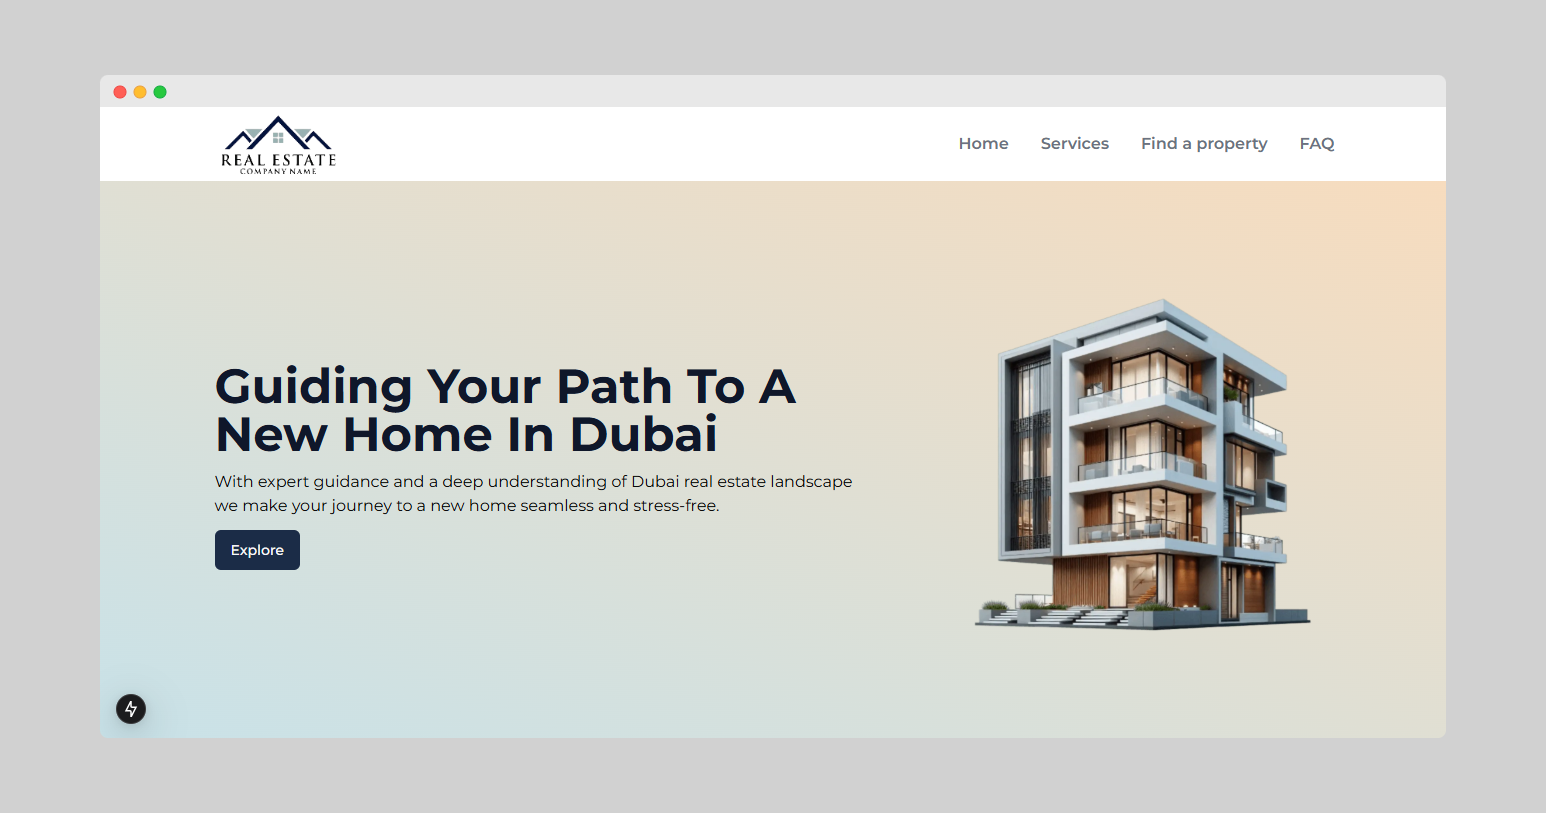 REAL ESTATE
COMPANY NAME
Home Services Find a property FAQ
Guiding Your Path To A
New Home In Dubai
With expert guidance and a deep understanding of Dubai real estate landscape
we make your journey to a new home seamless and stress-free.
Explore